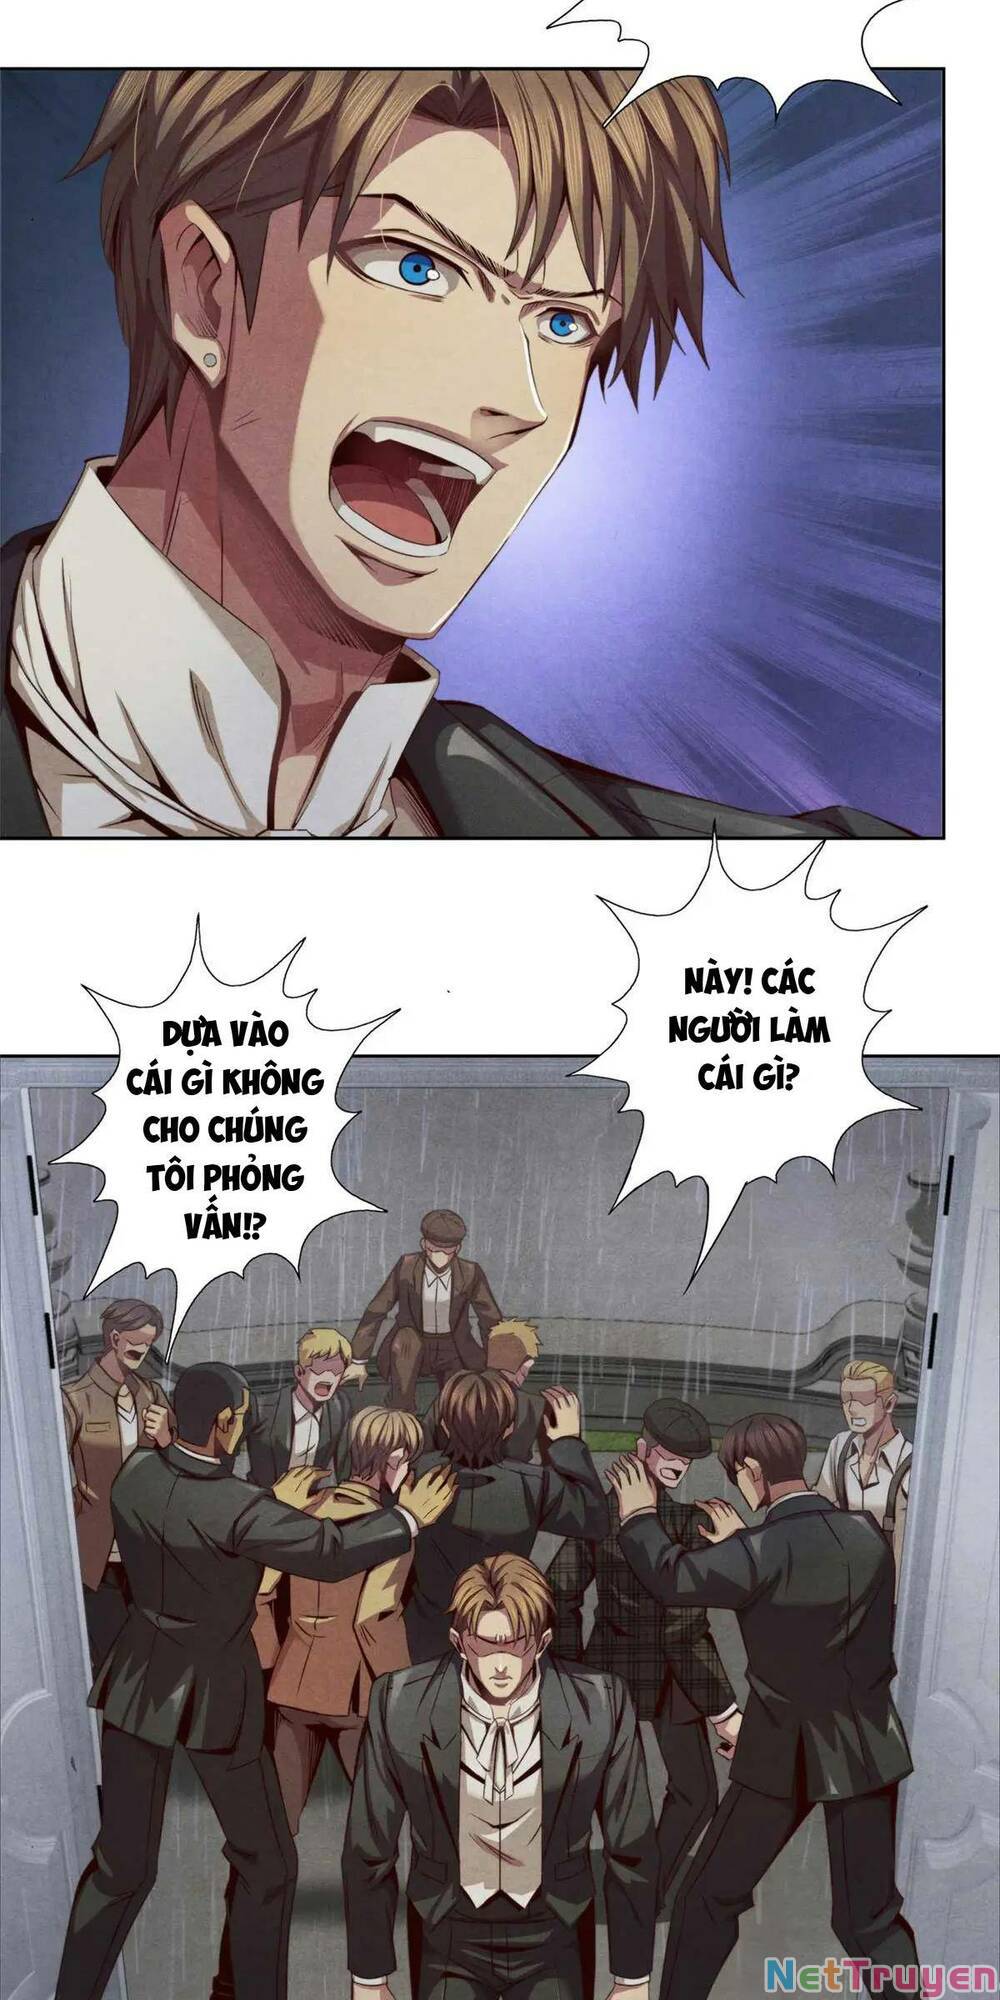 NÀY! CÁC
NGƯỜI LÀM
CÁI GÌ?
DỰA VÀO
CÁI GÌ KHÔNG
CHO CHÚNG
TÔI PHỎNG
VẤN!?
NetTruyen